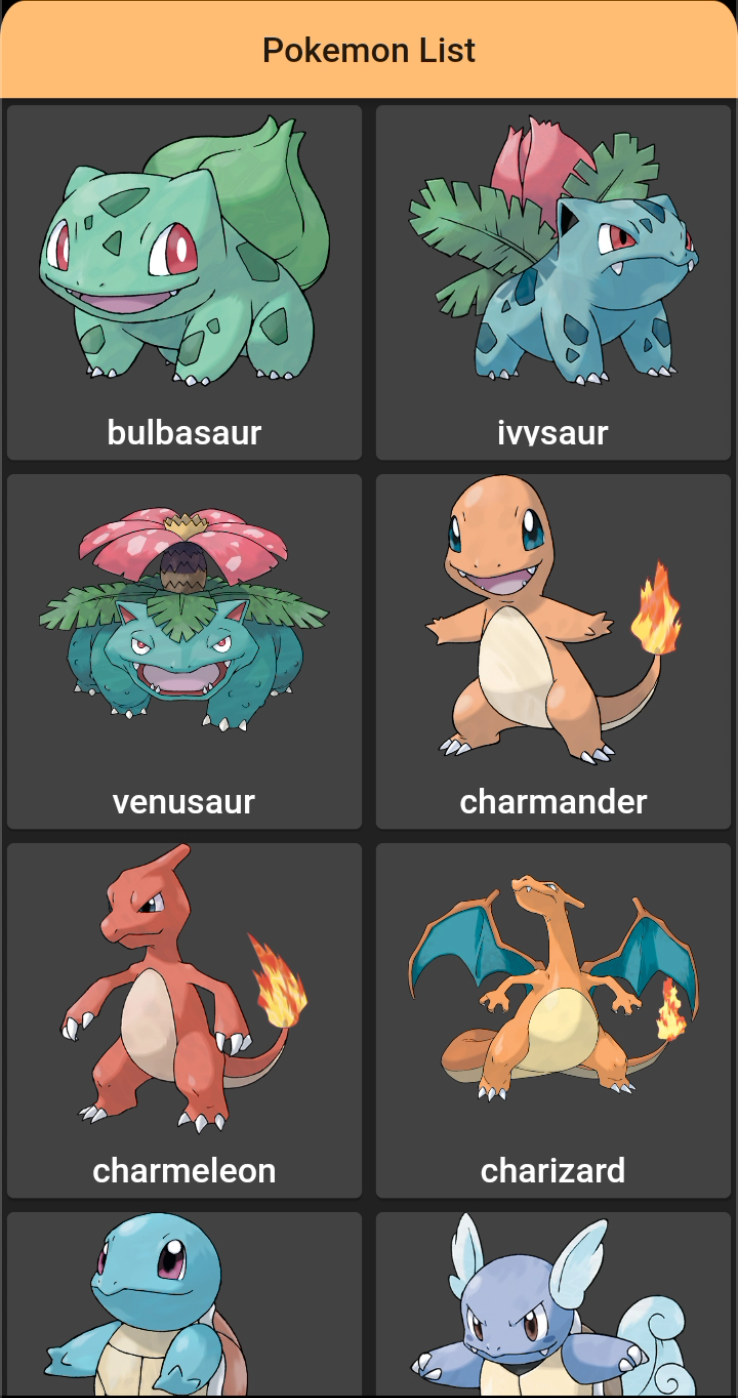 Pokemon List
bulbasaur
ivysaur
venusaur
charmander
charmeleon
charizard